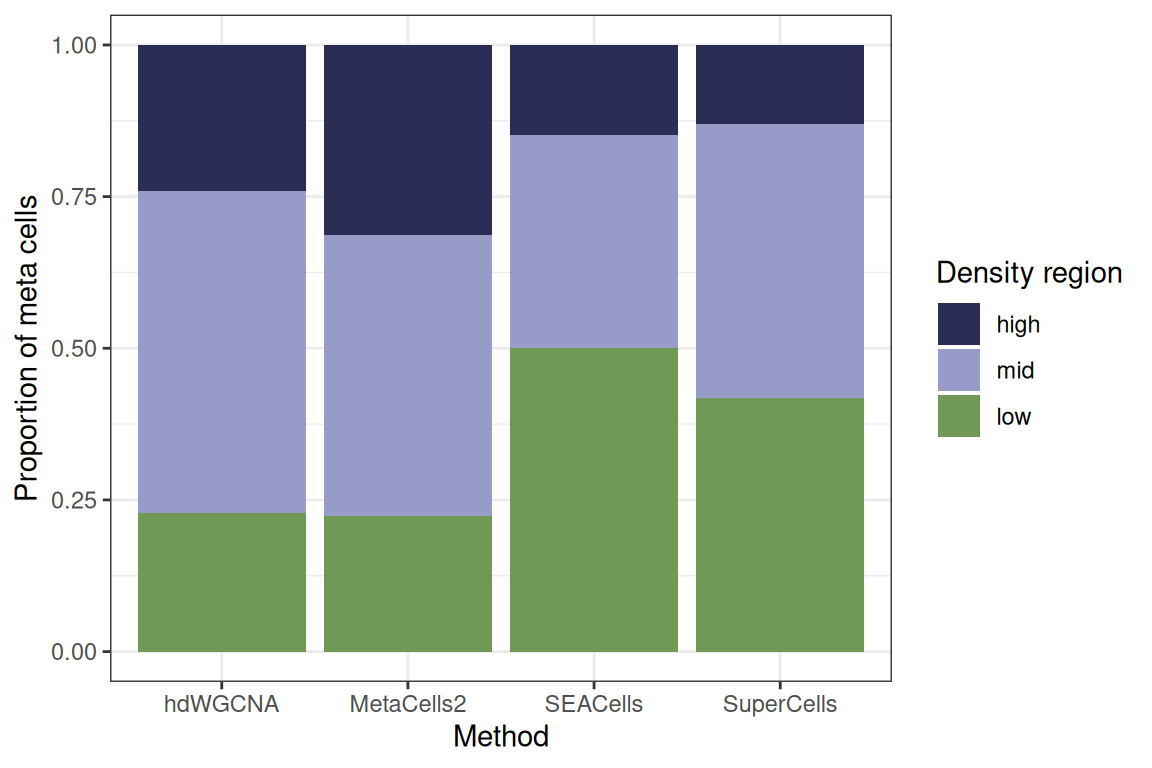 1.00
0.75
0.50
0.25
0.00
Proportion of meta cells
hdWGCNA
MetaCells2
SEACells
SuperCells
Method
Density region
high
mid
low